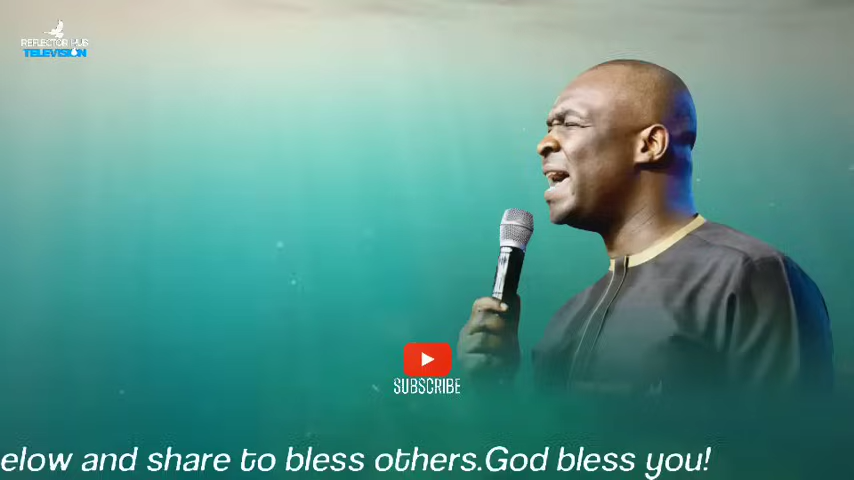 REFLECTOR HUB
TELEVISION
SUBSCRIBE
elow and share to bless others.God bless you!